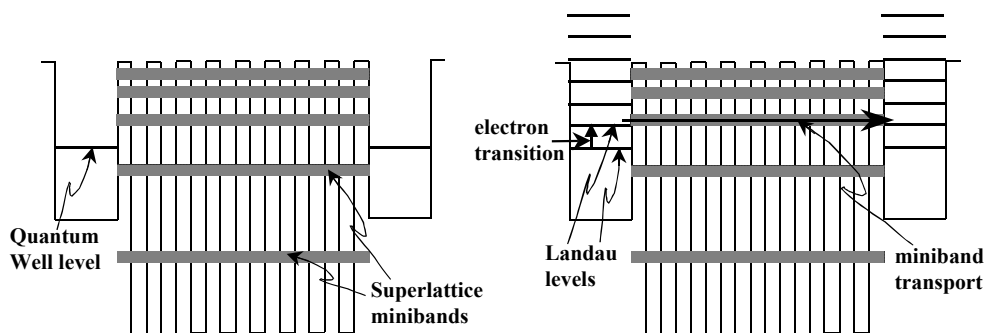 Quantum
Well level
Superlattice
minibands
electron
transition
Landau
levels
miniband
transport